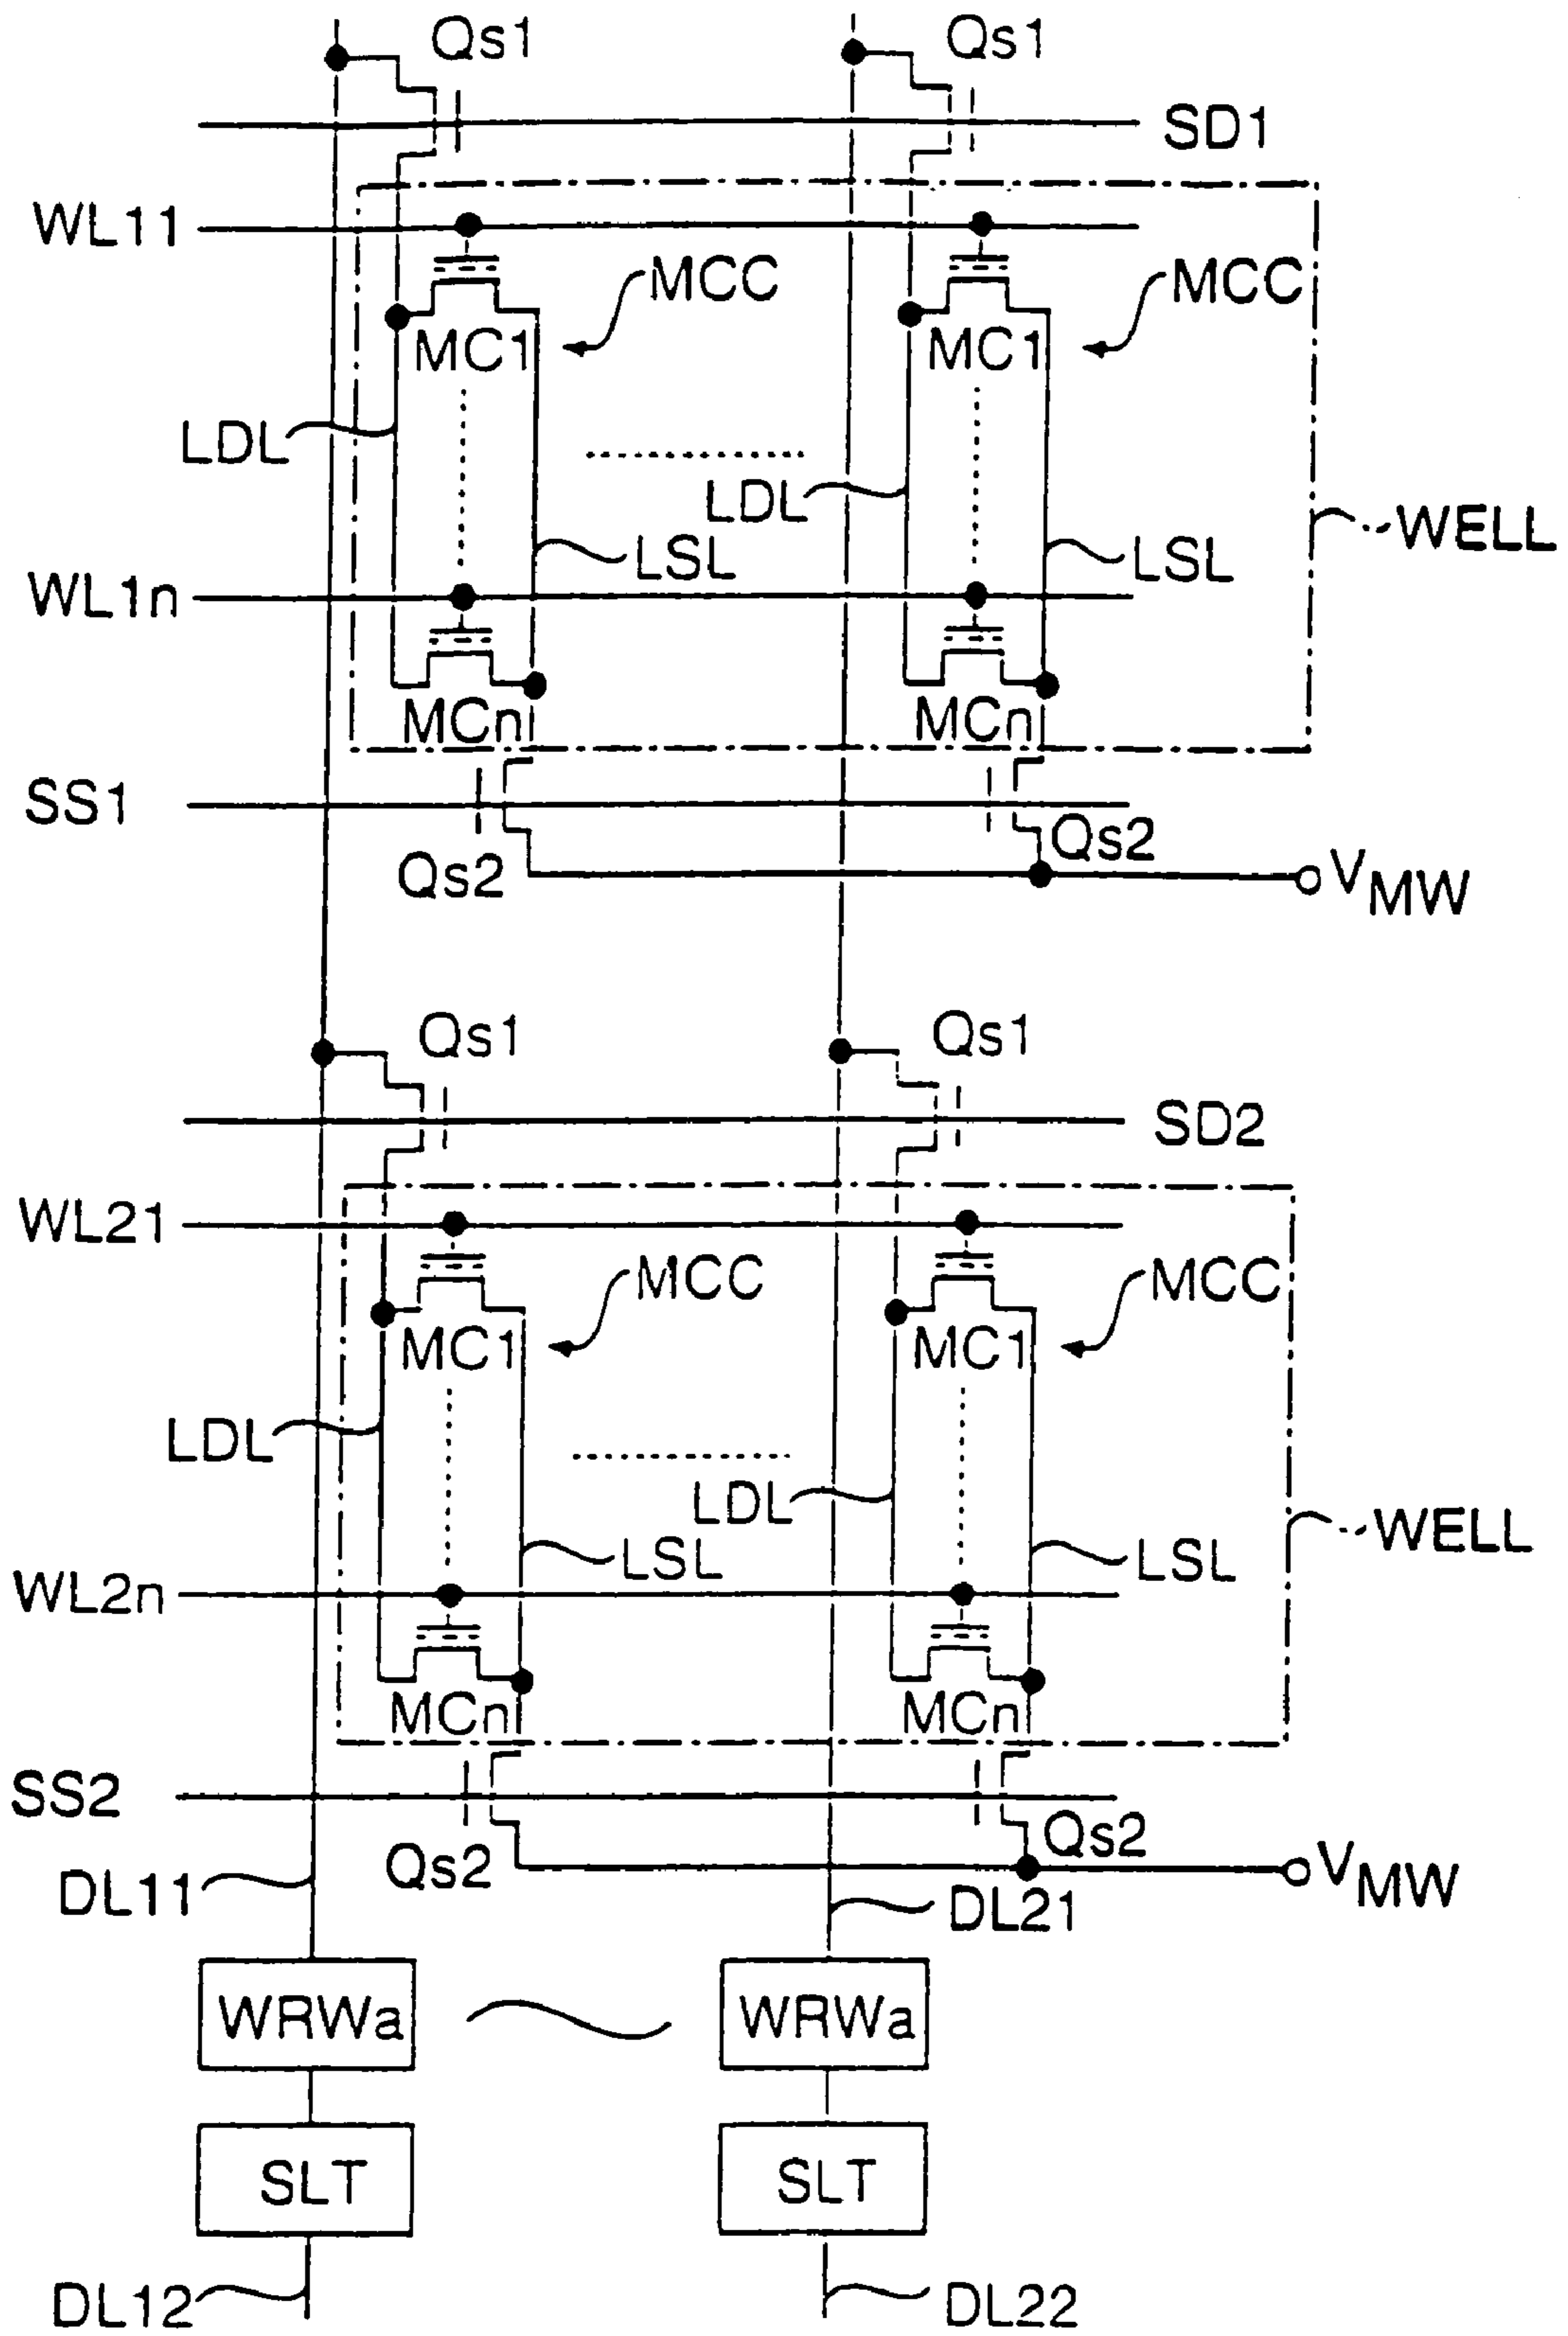 Qs1 Qs1
SD1
WL11
MCC MCC
MC1 MC1
LDL
LDL
WELL
LSL LSL
WL1n
MCn MCn
SS1
Qs2
Qs2
VMW
Qs1 Qs1
SD2
WL21
MCC MCC
MC1 MC1
LDL
LDL
WELL
LSL LSL
WL2n
MCn MCn
SS2
Qs2
Qs2
VMW
DL11
DL21
WRWa WRWa
SLT SLT
DL12 DL22